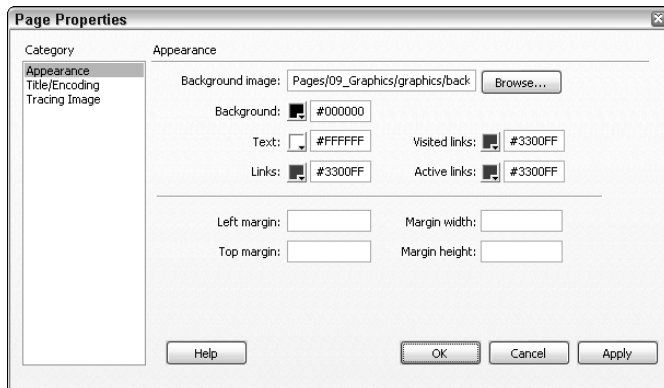 Page Properties
Category
Appearance
Title/Encoding
Tracing Image
Appearance
Background image: Pages/09_Graphics/graphics/back Browse...
Background: #000000
Text: #FFFFFF Visited links: #3300FF
Links: #3300FF Active links: #3300FF
Left margin: Margin width:
Top margin: Margin height:
Help OK Cancel Apply